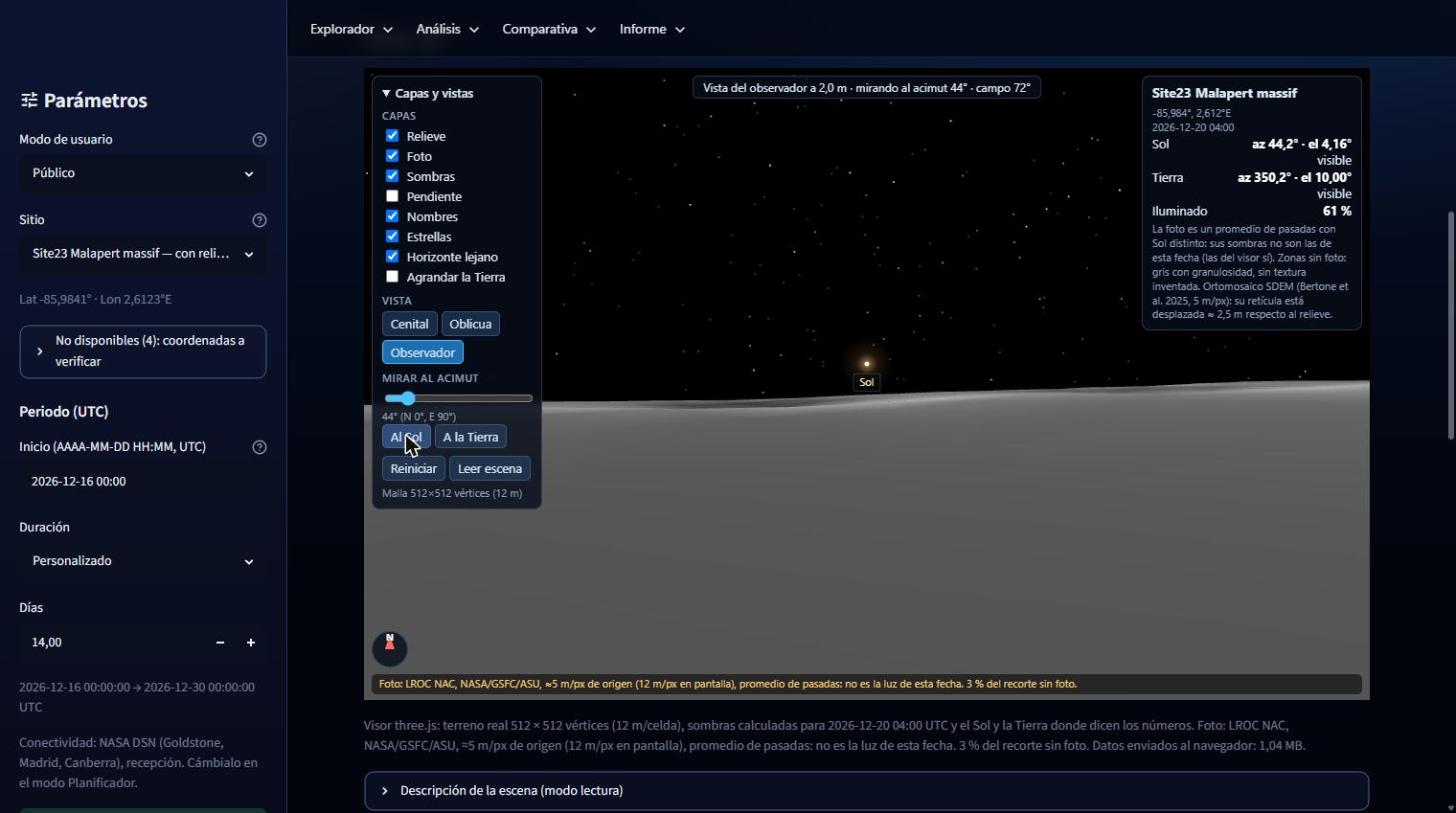 Explorador
Análisis
Comparativa
Informe
Parámetros
Modo de usuario
Público
Sitio
Site23 Malapert massif — con reli…
Lat -85,9841° · Lon 2,6123°E
No disponibles (4): coordenadas a
verificar
Periodo (UTC)
Inicio (AAAA-MM-DD HH:MM, UTC)
2026-12-16 00:00
Duración
Personalizado
Días
14,00
2026-12-16 00:00:00 → 2026-12-30 00:00:00
UTC
Conectividad: NASA DSN (Goldstone,
Madrid, Canberra), recepción. Cámbialo en
el modo Planificador.
▼ Capas y vistas
CAPAS
Relieve
Foto
Sombras
Pendiente
Nombres
Estrellas
Horizonte lejano
Agrandar la Tierra
VISTA
Cenital
Oblicua
Observador
MIRAR AL ACIMUT
44° (N 0°, E 90°)
Al Sol
A la Tierra
Reiniciar
Leer escena
Malla 512×512 vértices (12 m)
Vista del observador a 2,0 m · mirando al acimut 44° · campo 72°
Site23 Malapert massif
-85,984°, 2,612°E
2026-12-20 04:00
Sol az 44,2° · el 4,16°
visible
Tierra az 350,2° · el 10,00°
visible
Iluminado 61 %
La foto es un promedio de pasadas con
Sol distinto: sus sombras no son las de
esta fecha (las del visor sí). Zonas sin foto:
gris con granulosidad, sin textura
inventada. Ortomosaico SDEM (Bertone et
al. 2025, 5 m/px): su retícula está
desplazada ≈ 2,5 m respecto al relieve.
Sol
N
Foto: LROC NAC, NASA/GSFC/ASU, ≈5 m/px de origen (12 m/px en pantalla), promedio de pasadas: no es la luz de esta fecha. 3 % del recorte sin foto.
Visor three.js: terreno real 512 × 512 vértices (12 m/celda), sombras calculadas para 2026-12-20 04:00 UTC y el Sol y la Tierra donde dicen los números. Foto: LROC NAC,
NASA/GSFC/ASU, ≈5 m/px de origen (12 m/px en pantalla), promedio de pasadas: no es la luz de esta fecha. 3 % del recorte sin foto. Datos enviados al navegador: 1,04 MB.
Descripción de la escena (modo lectura)